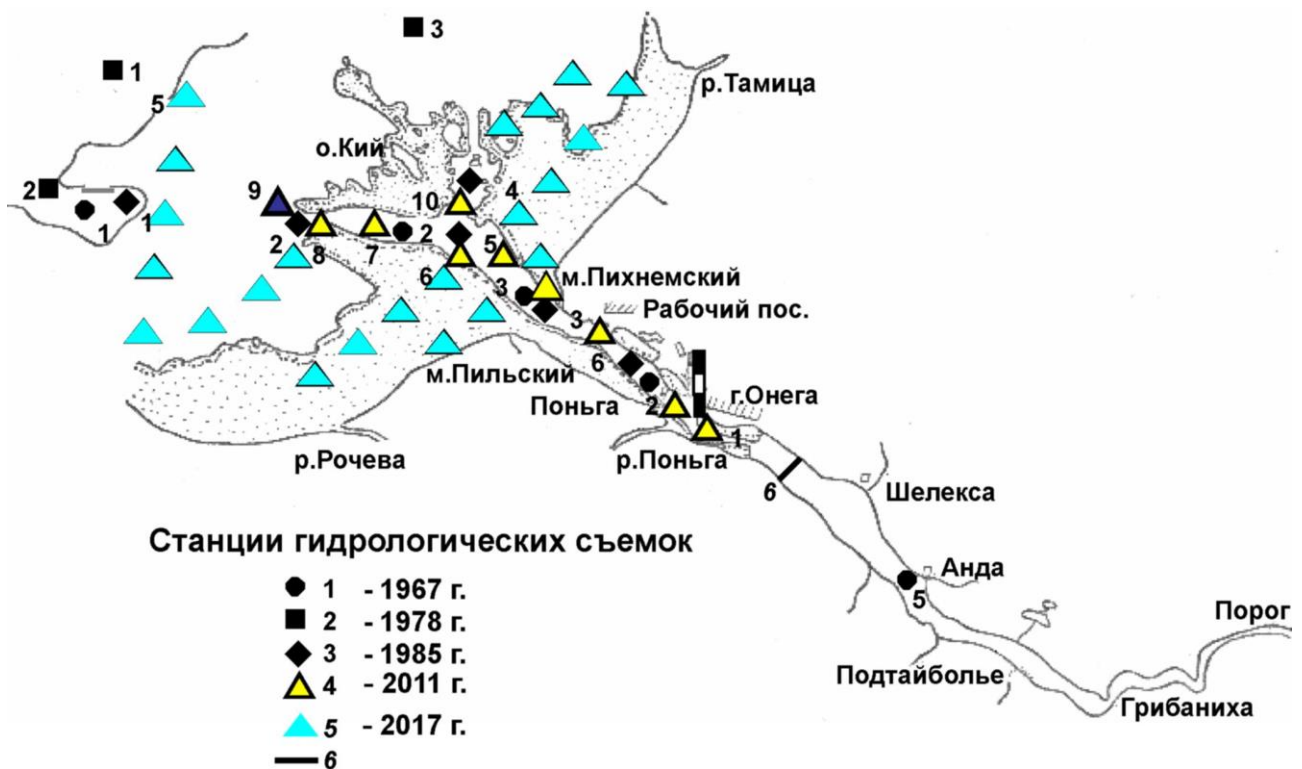 3
1
р.Тамица
5
о.Кий
2
9
10
4
1
1
2
8
7
2
5
6
3
м.Пихнемский
3
Рабочий пос.
6
м.Пильский
Поньга
2
г.Онега
1
р.Рочева
р.Поньга
6
Шелекса
Станции гидрологических съемок
Анда
5
1 - 1967 г.
Порог
2 - 1978 г.
3 - 1985 г.
Подтайболье
4 - 2011 г.
Грибаниха
5 - 2017 г.
6